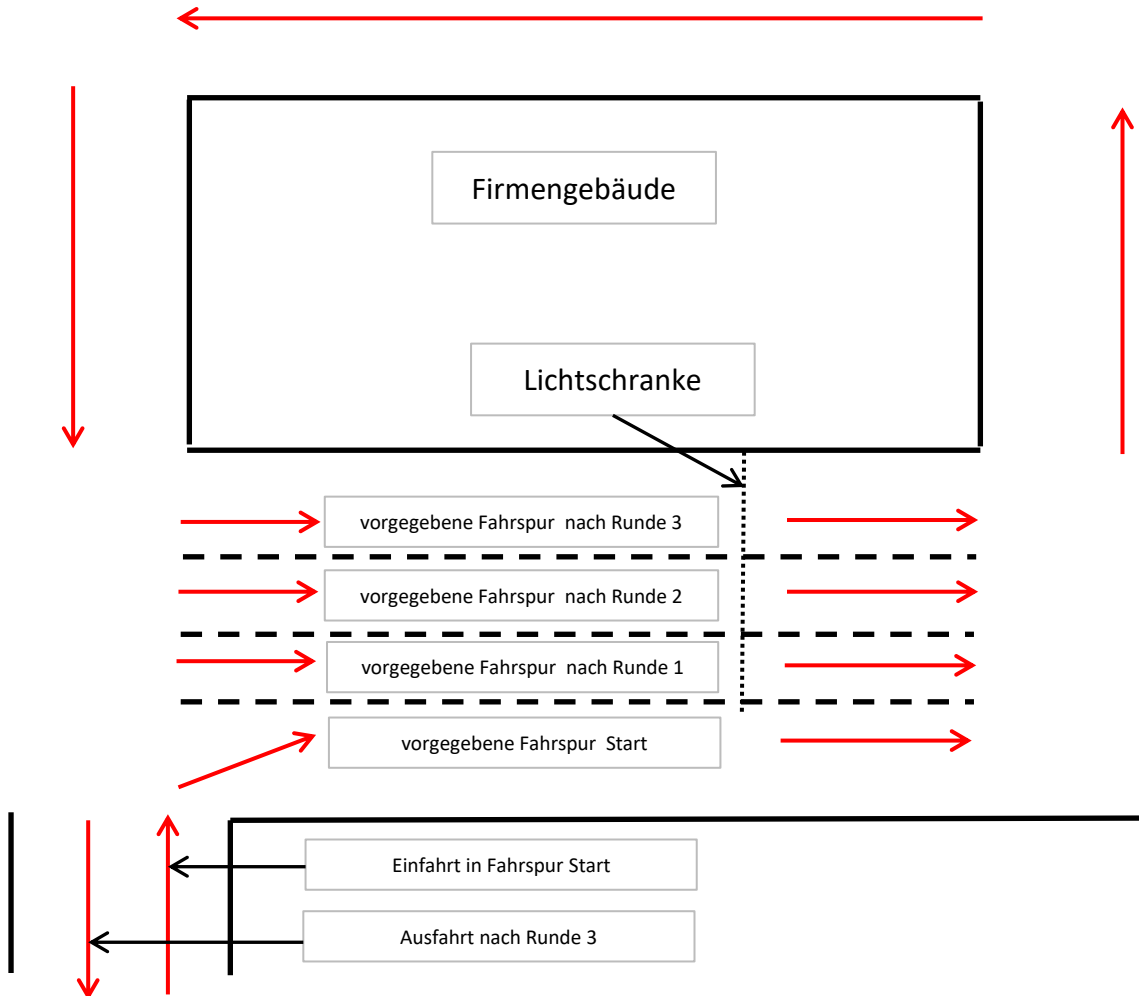 Firmengebäude
Lichtschranke
vorgegebene Fahrspur nach Runde 3
vorgegebene Fahrspur nach Runde 2
vorgegebene Fahrspur nach Runde 1
vorgegebene Fahrspur Start
Einfahrt in Fahrspur Start
Ausfahrt nach Runde 3